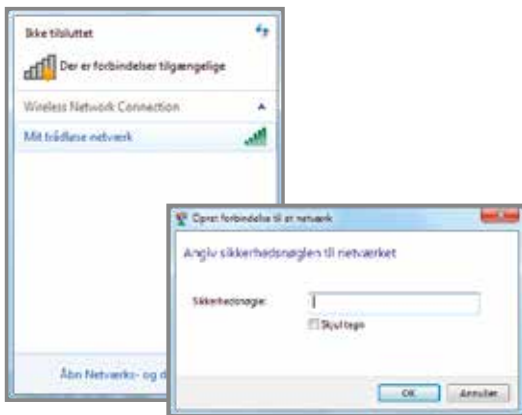 Ikke tilsluttet
Der er forbindelser tilgængelige
Wireless Network Connection
Mit trådløse netværk
Åbn Netværks- og d
Opret forbindelse til et netværk
Angiv sikkerhedsnøglen til netværket
Sikkerhedsnøgle:
Skjul tegn
OK
Annuller